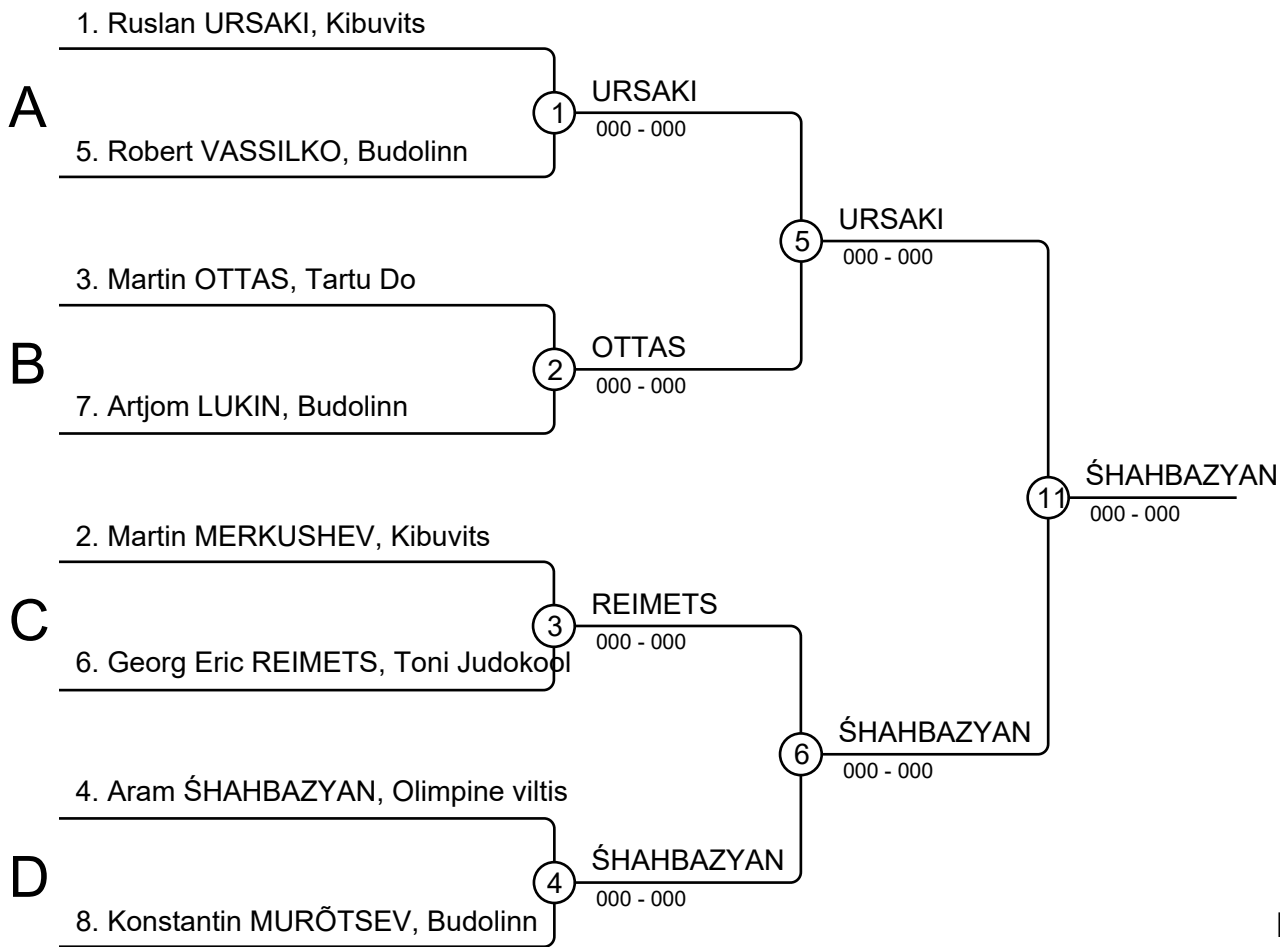 1. Ruslan URSAKI, Kibuvits
A
1
URSAKI
000 - 000
5. Robert VASSILKO, Budolinn
5
URSAKI
000 - 000
3. Martin OTTAS, Tartu Do
B
2
OTTAS
000 - 000
7. Artjom LUKIN, Budolinn
11
ŚHAHBAZYAN
000 - 000
2. Martin MERKUSHEV, Kibuvits
C
3
REIMETS
000 - 000
6. Georg Eric REIMETS, Toni Judokool
6
ŚHAHBAZYAN
000 - 000
4. Aram ŚHAHBAZYAN, Olimpine viltis
D
4
ŚHAHBAZYAN
000 - 000
8. Konstantin MURÕTSEV, Budolinn